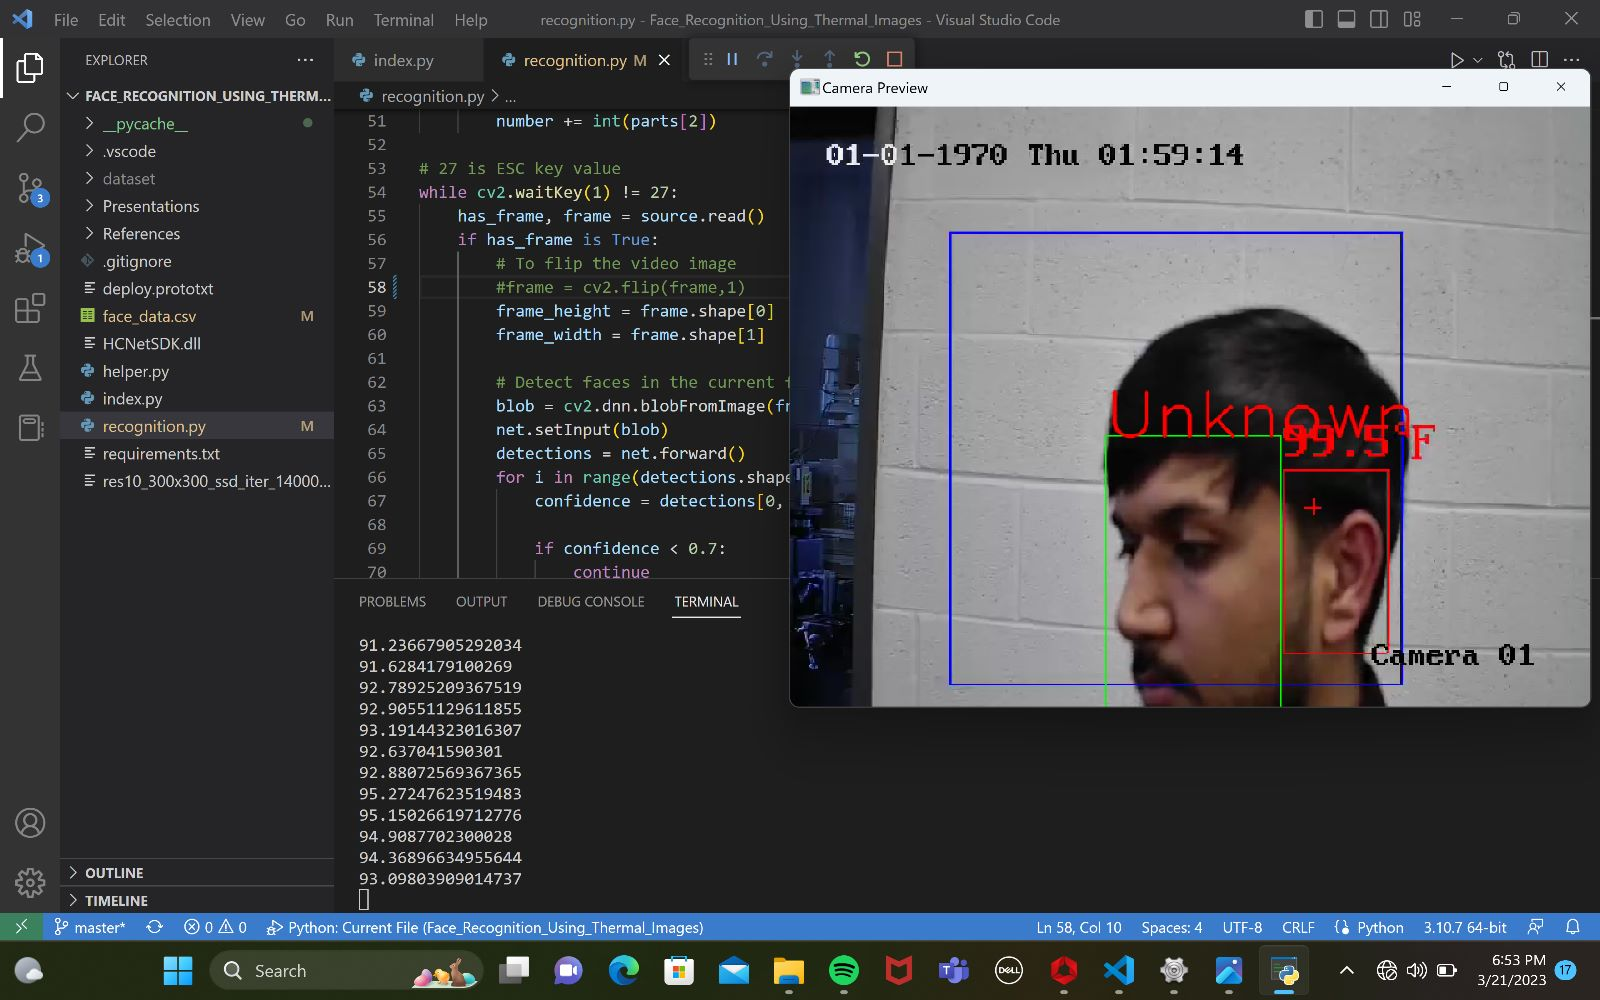 File Edit Selection View Go Run Terminal Help
recognition.py - Face_Recognition_Using_Thermal_Images - Visual Studio Code
EXPLORER
FACE_RECOGNITION_USING_THERM...
__pycache__
.vscode
dataset
Presentations
References
.gitignore
deploy.prototxt
face_data.csv M
HCNetSDK.dll
helper.py
index.py
recognition.py M
requirements.txt
res10_300x300_ssd_iter_14000...
OUTLINE
TIMELINE
3
1
index.py
recognition.py M
recognition.py > ...
51 number += int(parts[2])
52
53 # 27 is ESC key value
54 while cv2.waitKey(1) != 27:
55 has_frame, frame = source.read()
56 if has_frame is True:
57 # To flip the video image
58 #frame = cv2.flip(frame,1)
59 frame_height = frame.shape[0]
60 frame_width = frame.shape[1]
61
62 # Detect faces in the current f
63 blob = cv2.dnn.blobFromImage(fr
64 net.setInput(blob)
65 detections = net.forward()
66 for i in range(detections.shape
67 confidence = detections[0,
68
69 if confidence < 0.7:
70 continue
PROBLEMS OUTPUT DEBUG CONSOLE TERMINAL
91.23667905292034
91.6284179100269
92.78925209367519
92.90551129611855
93.19144323016307
92.637041590301
92.88072569367365
95.27247623519483
95.15026619712776
94.9087702300028
94.36896634955644
93.09803909014737
Camera Preview
01-01-1970 Thu 01:59:14
Unknown
99.5°F
Camera 01
master* 0 0 Python: Current File (Face_Recognition_Using_Thermal_Images)
Ln 58, Col 10 Spaces: 4 UTF-8 CRLF Python 3.10.7 64-bit
Search
DELL
6:53 PM
3/21/2023
17